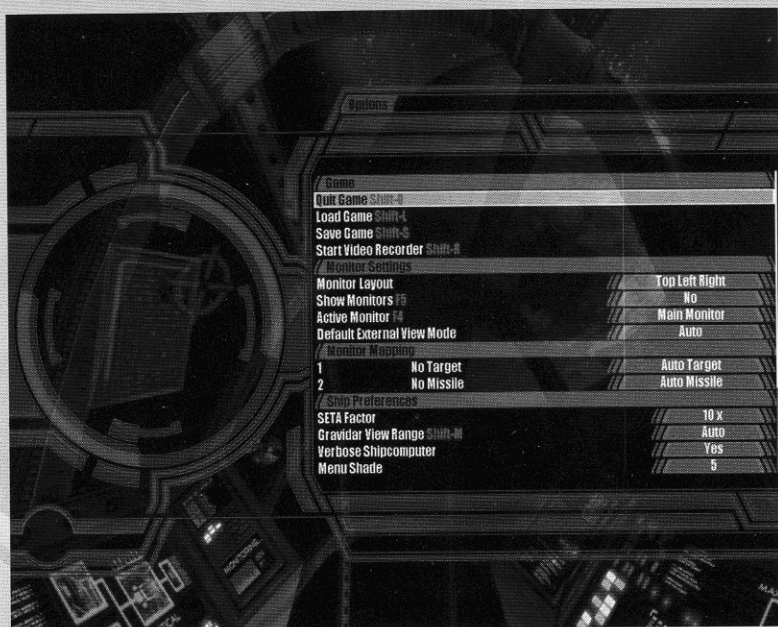 Options
Game
Quit Game Shift-Q
Load Game Shift-L
Save Game Shift-S
Start Video Recorder Shift-R
Monitor Settings
Monitor Layout Top Left Right
Show Monitors F5 No
Active Monitor F4 Main Monitor
Default External View Mode Auto
Monitor Mapping
1 No Target Auto Target
2 No Missile Auto Missile
Ship Preferences
SETA Factor 10 x
Gravidar View Range Shift-M Auto
Verbose Shipcomputer Yes
Menu Shade 5
MONITORING